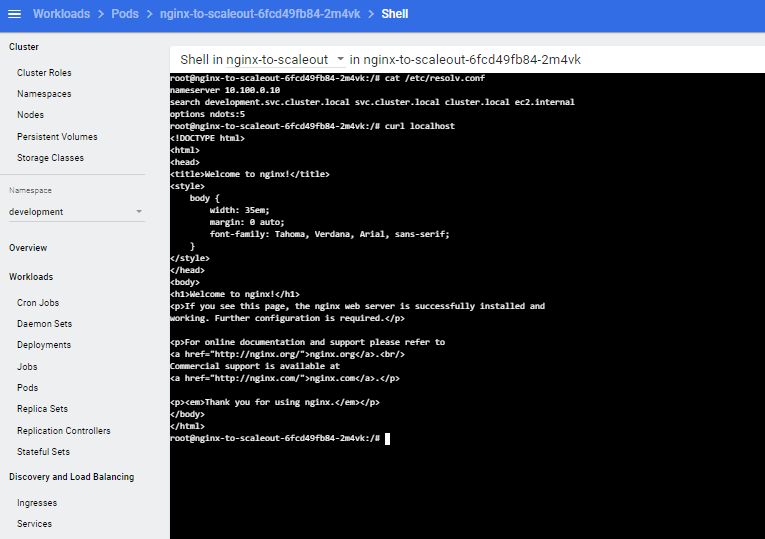 Workloads > Pods > nginx-to-scaleout-6fcd49fb84-2m4vk > Shell
Cluster
Cluster Roles
Namespaces
Nodes
Persistent Volumes
Storage Classes
Namespace
development
Overview
Workloads
Cron Jobs
Daemon Sets
Deployments
Jobs
Pods
Replica Sets
Replication Controllers
Stateful Sets
Discovery and Load Balancing
Ingresses
Services
Shell in nginx-to-scaleout in nginx-to-scaleout-6fcd49fb84-2m4vk
root@nginx-to-scaleout-6fcd49fb84-2m4vk:/# cat /etc/resolv.conf
nameserver 10.100.0.10
search development.svc.cluster.local svc.cluster.local cluster.local ec2.internal
options ndots:5
root@nginx-to-scaleout-6fcd49fb84-2m4vk:/# curl localhost
<!DOCTYPE html>
<html>
<head>
<title>Welcome to nginx!</title>
<style>
    body {
        width: 35em;
        margin: 0 auto;
        font-family: Tahoma, Verdana, Arial, sans-serif;
    }
</style>
</head>
<body>
<h1>Welcome to nginx!</h1>
<p>If you see this page, the nginx web server is successfully installed and
working. Further configuration is required.</p>

<p>For online documentation and support please refer to
<a href="http://nginx.org/">nginx.org</a>.<br/>
Commercial support is available at
<a href="http://nginx.com/">nginx.com</a>.</p>

<p><em>Thank you for using nginx.</em></p>
</body>
</html>
root@nginx-to-scaleout-6fcd49fb84-2m4vk:/#